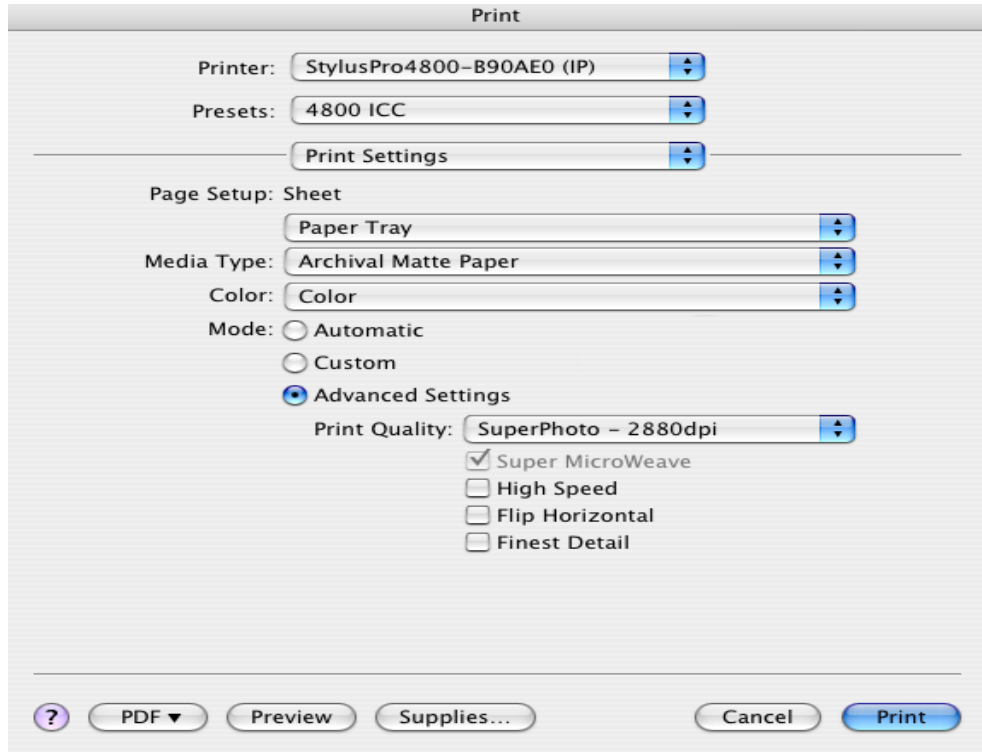 Print
Printer: StylusPro4800-B90AE0 (IP)
Presets: 4800 ICC
Print Settings
Page Setup: Sheet
Paper Tray
Media Type: Archival Matte Paper
Color: Color
Mode: Automatic
Custom
Advanced Settings
Print Quality: SuperPhoto - 2880dpi
Super MicroWeave
High Speed
Flip Horizontal
Finest Detail
? PDF▼ Preview Supplies... Cancel Print